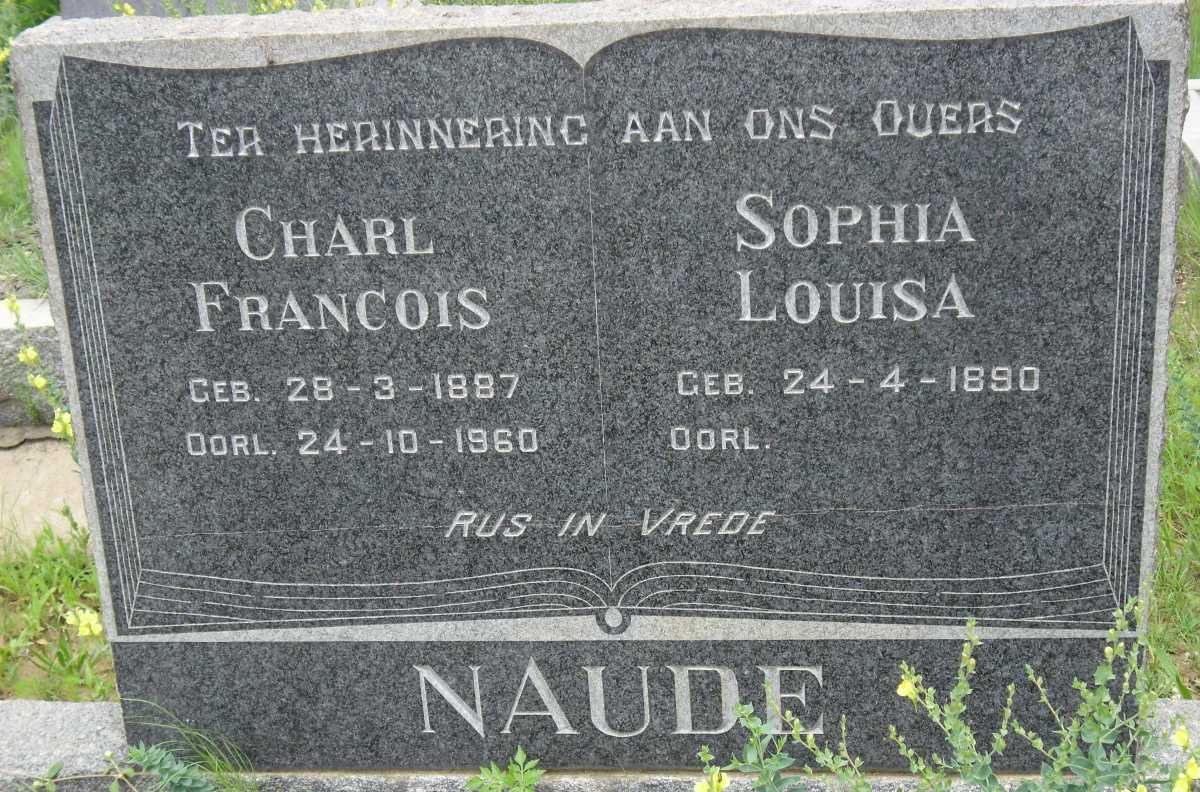 TER HERINNERING AAN ONS OUERS
CHARL
FRANCOIS
GEB. 28-3-1887
OORL. 24-10-1960
SOPHIA
LOUISA
GEB. 24-4-1890
OORL.
RUS IN VREDE
NAUDE